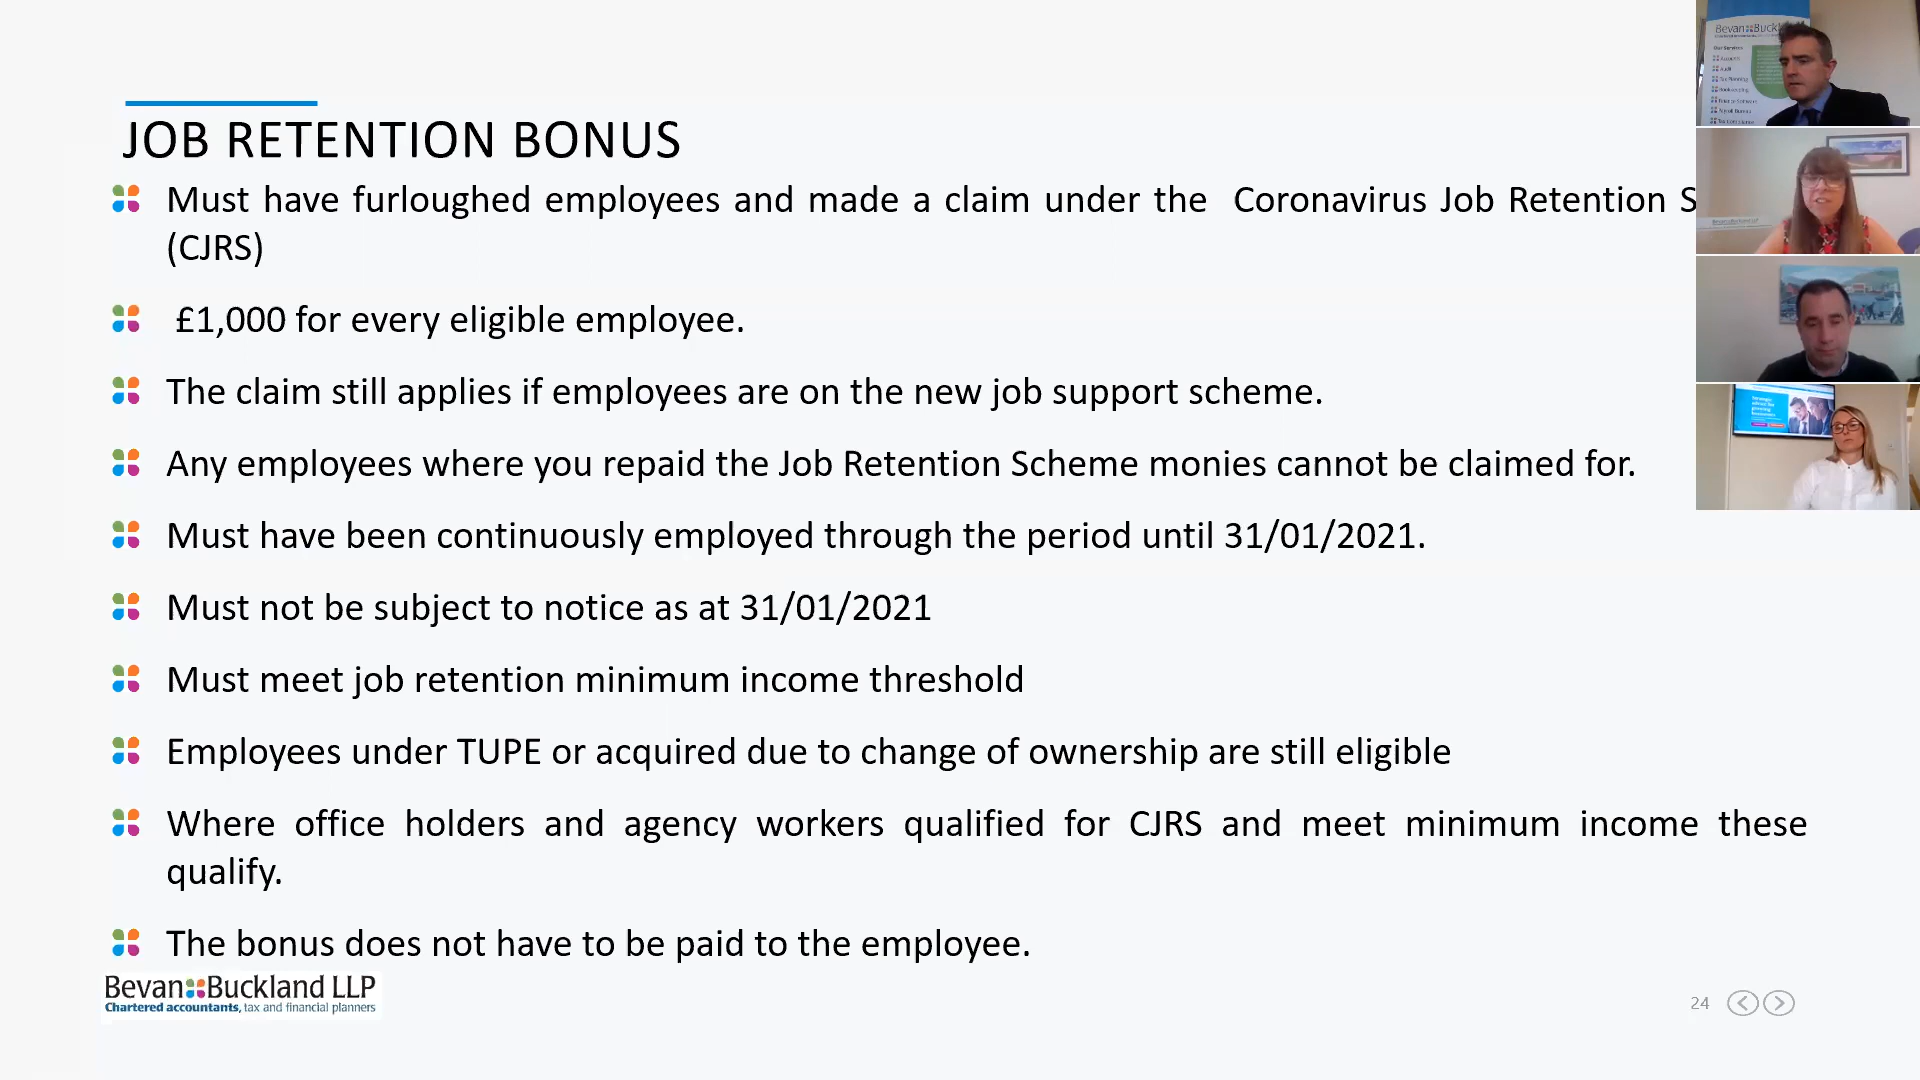 JOB RETENTION BONUS
Must have furloughed employees and made a claim under the Coronavirus Job Retention S
(CJRS)
£1,000 for every eligible employee.
The claim still applies if employees are on the new job support scheme.
Any employees where you repaid the Job Retention Scheme monies cannot be claimed for.
Must have been continuously employed through the period until 31/01/2021.
Must not be subject to notice as at 31/01/2021
Must meet job retention minimum income threshold
Employees under TUPE or acquired due to change of ownership are still eligible
Where office holders and agency workers qualified for CJRS and meet minimum income these
qualify.
The bonus does not have to be paid to the employee.
Bevan Buckland LLP
Chartered accountants, tax and financial planners
24